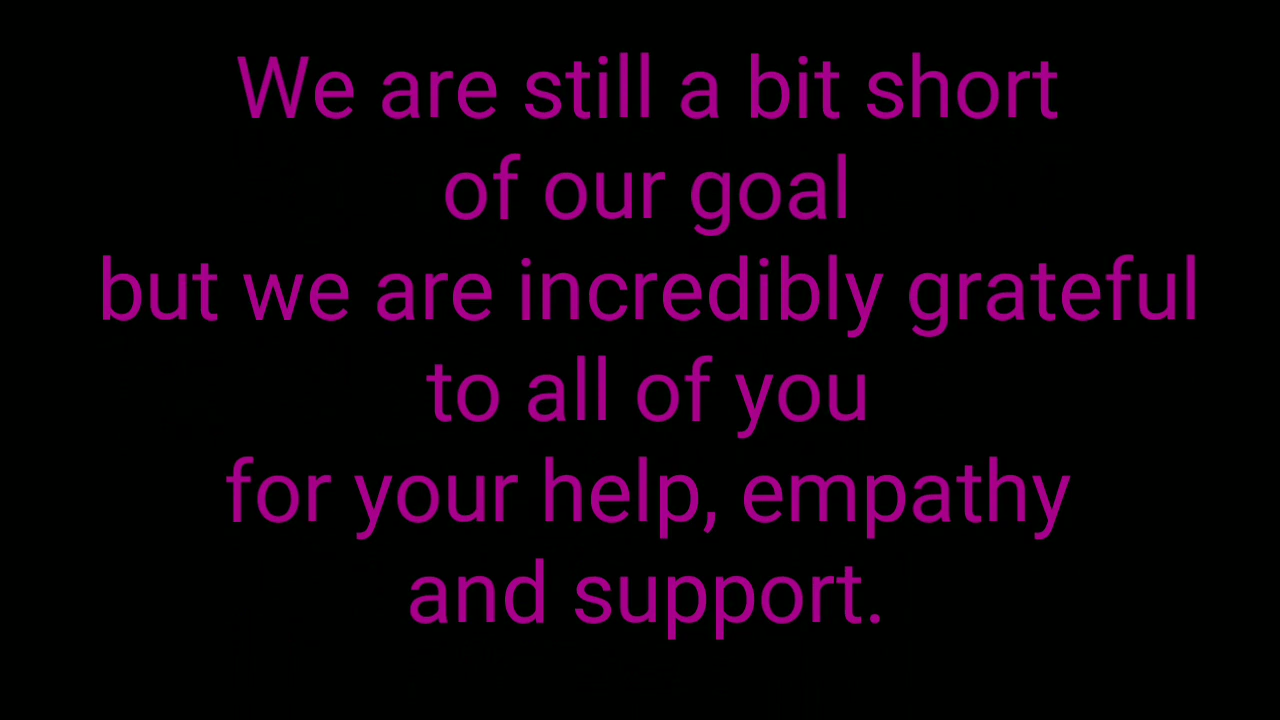 We are still a bit short
of our goal
but we are incredibly grateful
to all of you
for your help, empathy
and support.